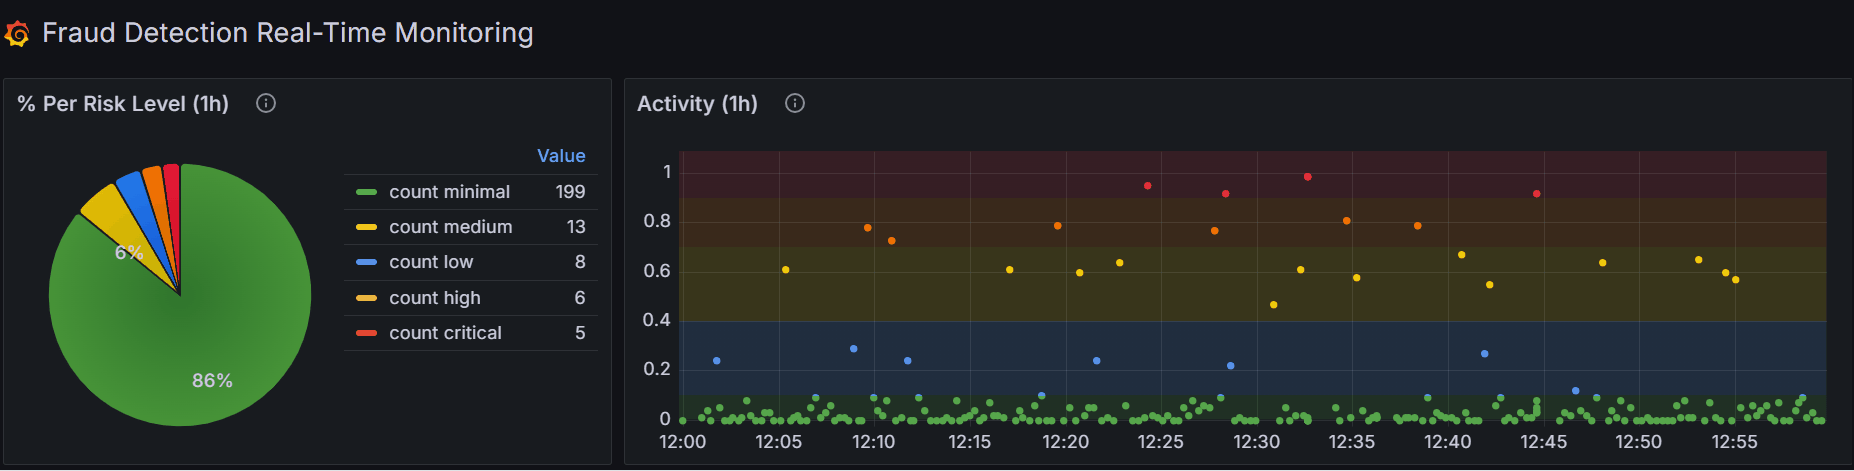 Fraud Detection Real-Time Monitoring
% Per Risk Level (1h)
Value
count minimal 199
count medium 13
count low 8
count high 6
count critical 5
6%
86%
Activity (1h)
1
0.8
0.6
0.4
0.2
0
12:00 12:05 12:10 12:15 12:20 12:25 12:30 12:35 12:40 12:45 12:50 12:55